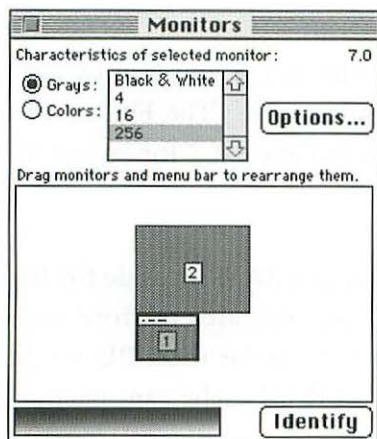 Monitors
Characteristics of selected monitor: 7.0
Grays:
Colors:
Black & White
4
16
256
Options...
Drag monitors and menu bar to rearrange them.
2
1
Identify